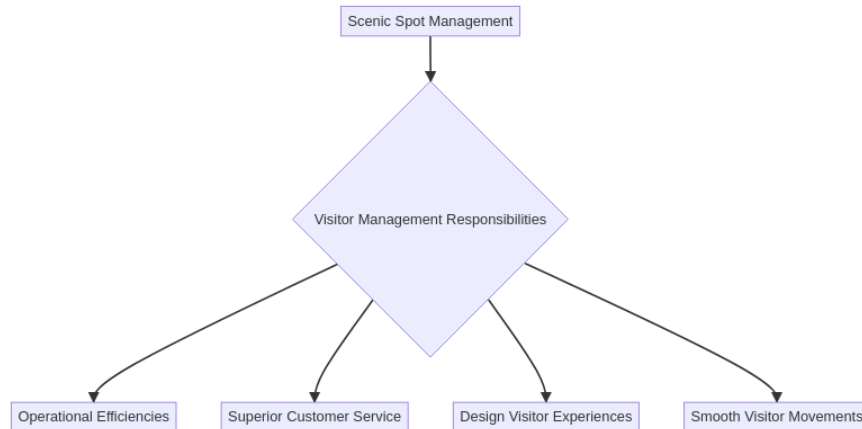 Scenic Spot Management
Visitor Management Responsibilities
Operational Efficiencies
Superior Customer Service
Design Visitor Experiences
Smooth Visitor Movements